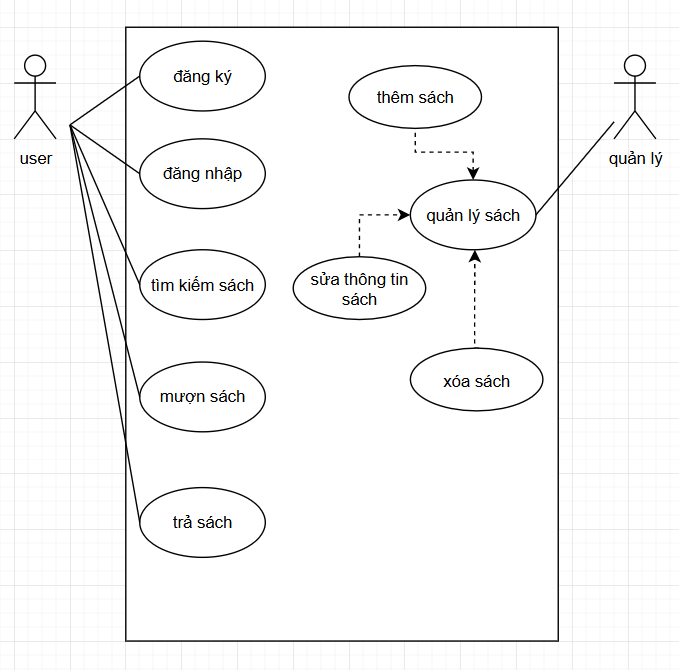 user
đăng ký
đăng nhập
tìm kiếm sách
mượn sách
trả sách
thêm sách
quản lý sách
sửa thông tin
sách
xóa sách
quản lý